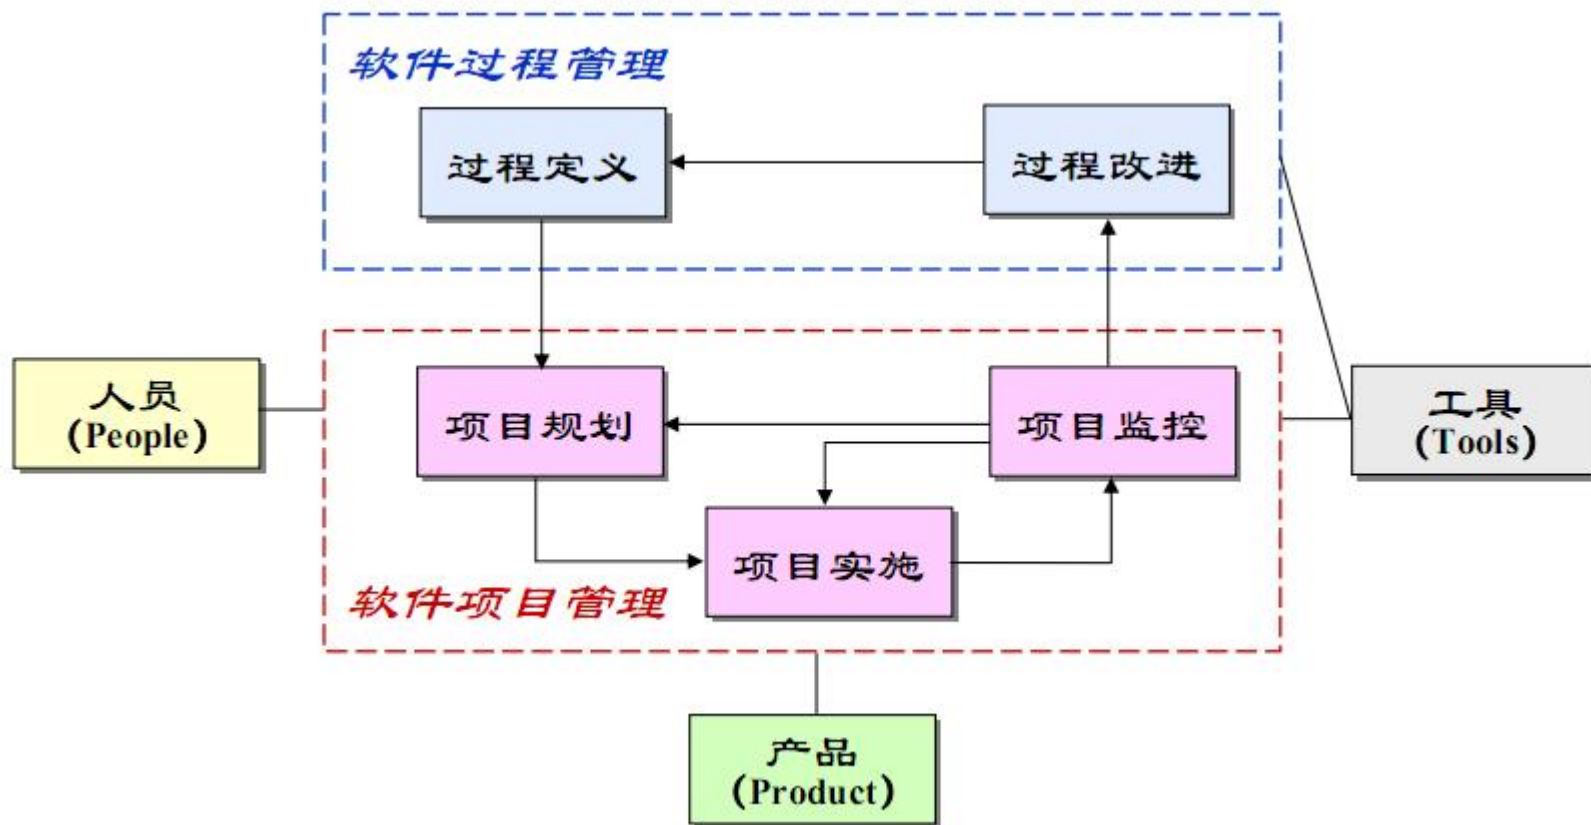 软件过程管理
过程定义
过程改进
人员
(People)
项目规划
项目监控
工具
(Tools)
项目实施
软件项目管理
产品
(Product)